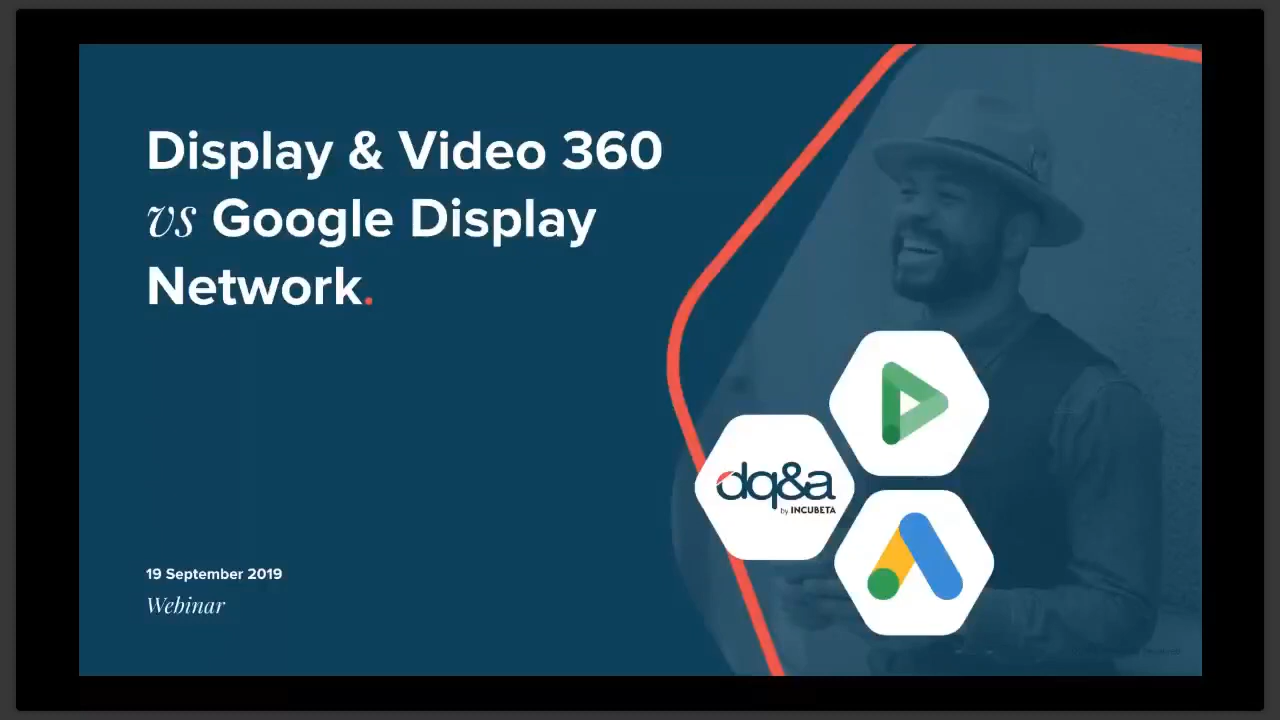 Display & Video 360
vs Google Display
Network.
dq&a
by INCUBETA
19 September 2019
Webinar